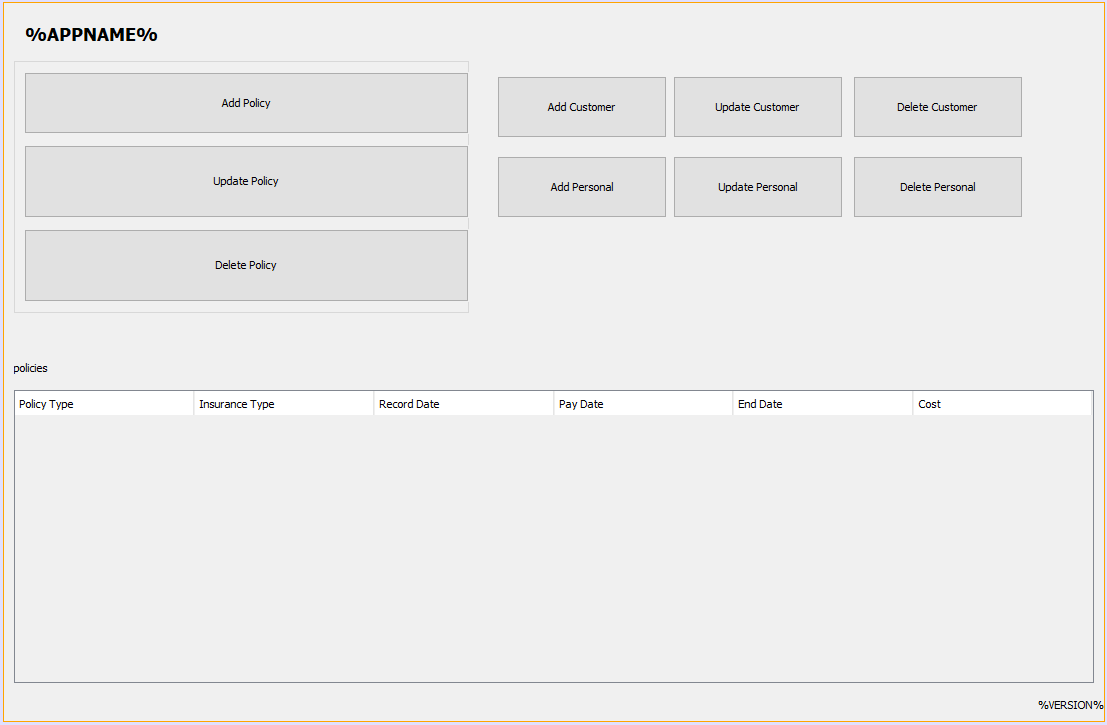 %APPNAME%
Add Policy
Update Policy
Delete Policy
Add Customer Update Customer Delete Customer
Add Personal Update Personal Delete Personal
policies
Policy Type Insurance Type Record Date Pay Date End Date Cost
%VERSION%